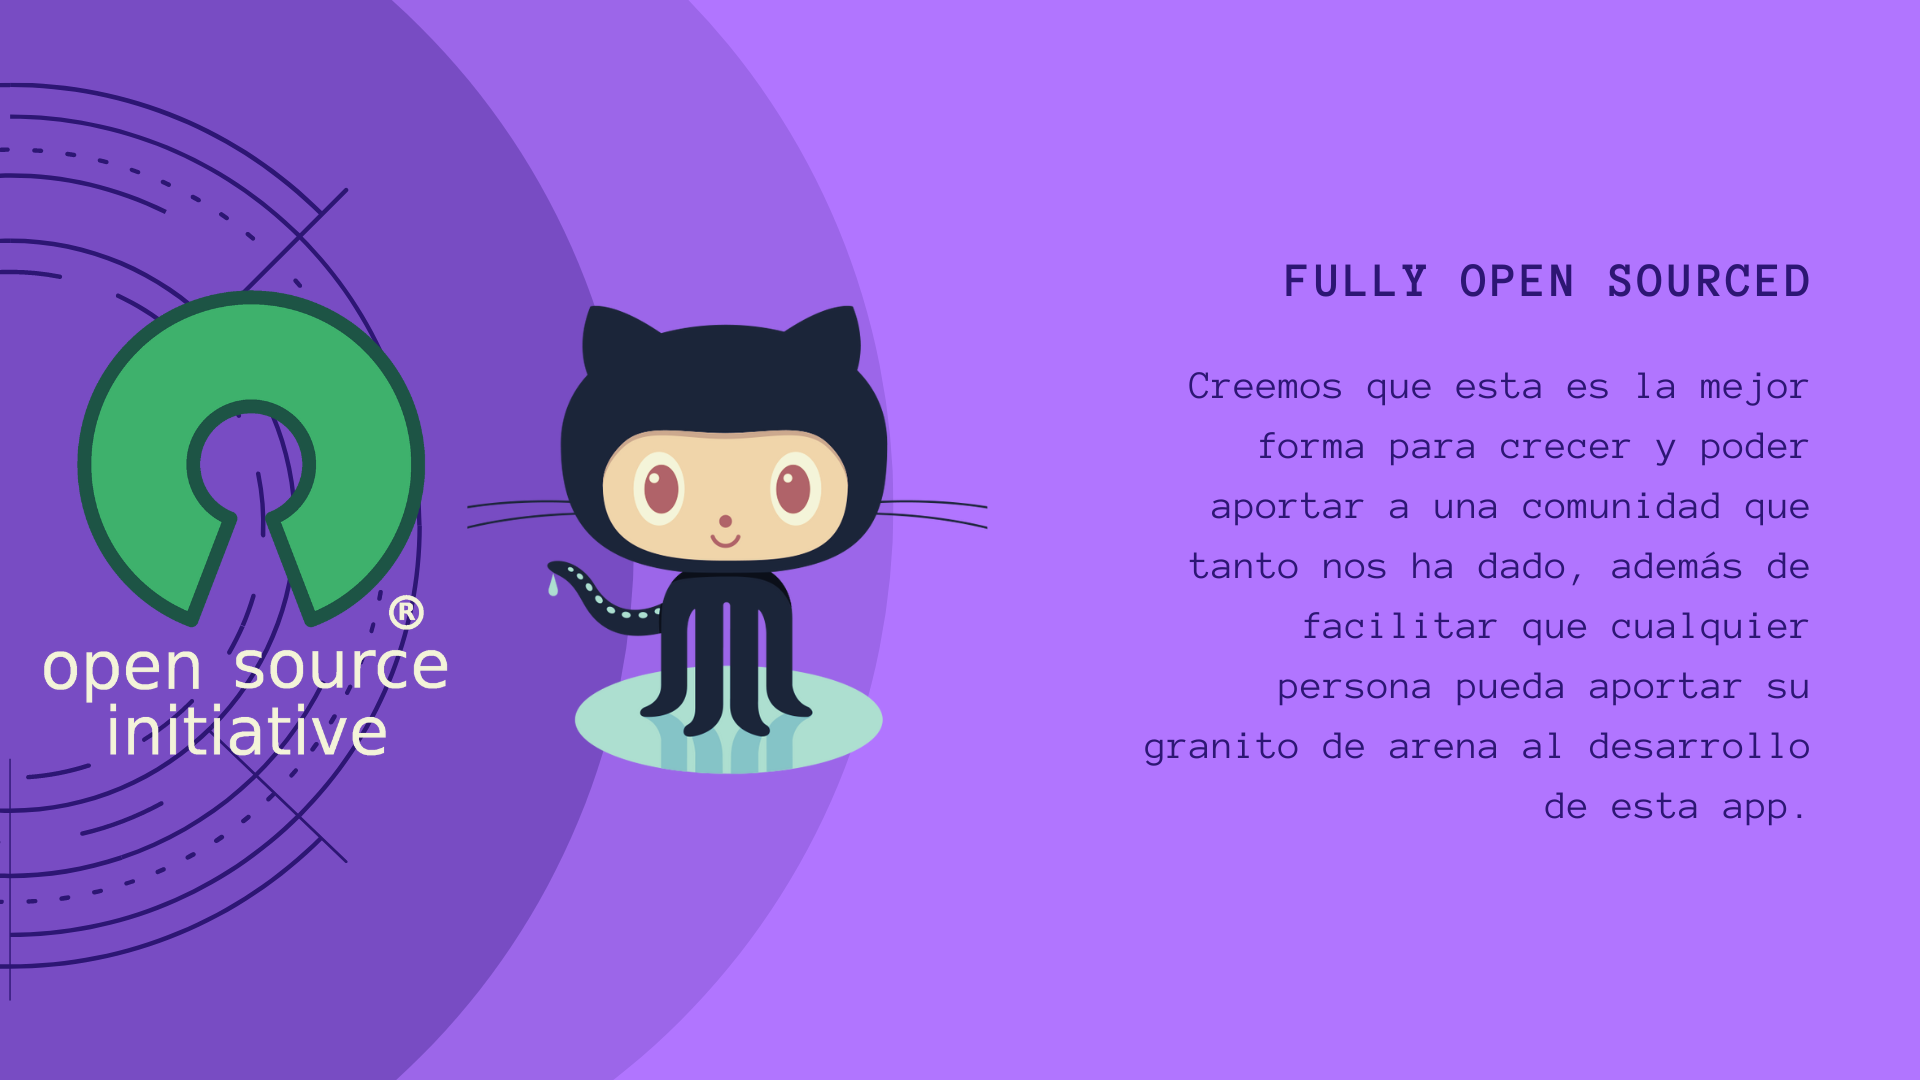 FULLY OPEN SOURCED
Creemos que esta es la mejor
forma para crecer y poder
aportar a una comunidad que
tanto nos ha dado, además de
facilitar que cualquier
persona pueda aportar su
granito de arena al desarrollo
de esta app.
®
open source
initiative